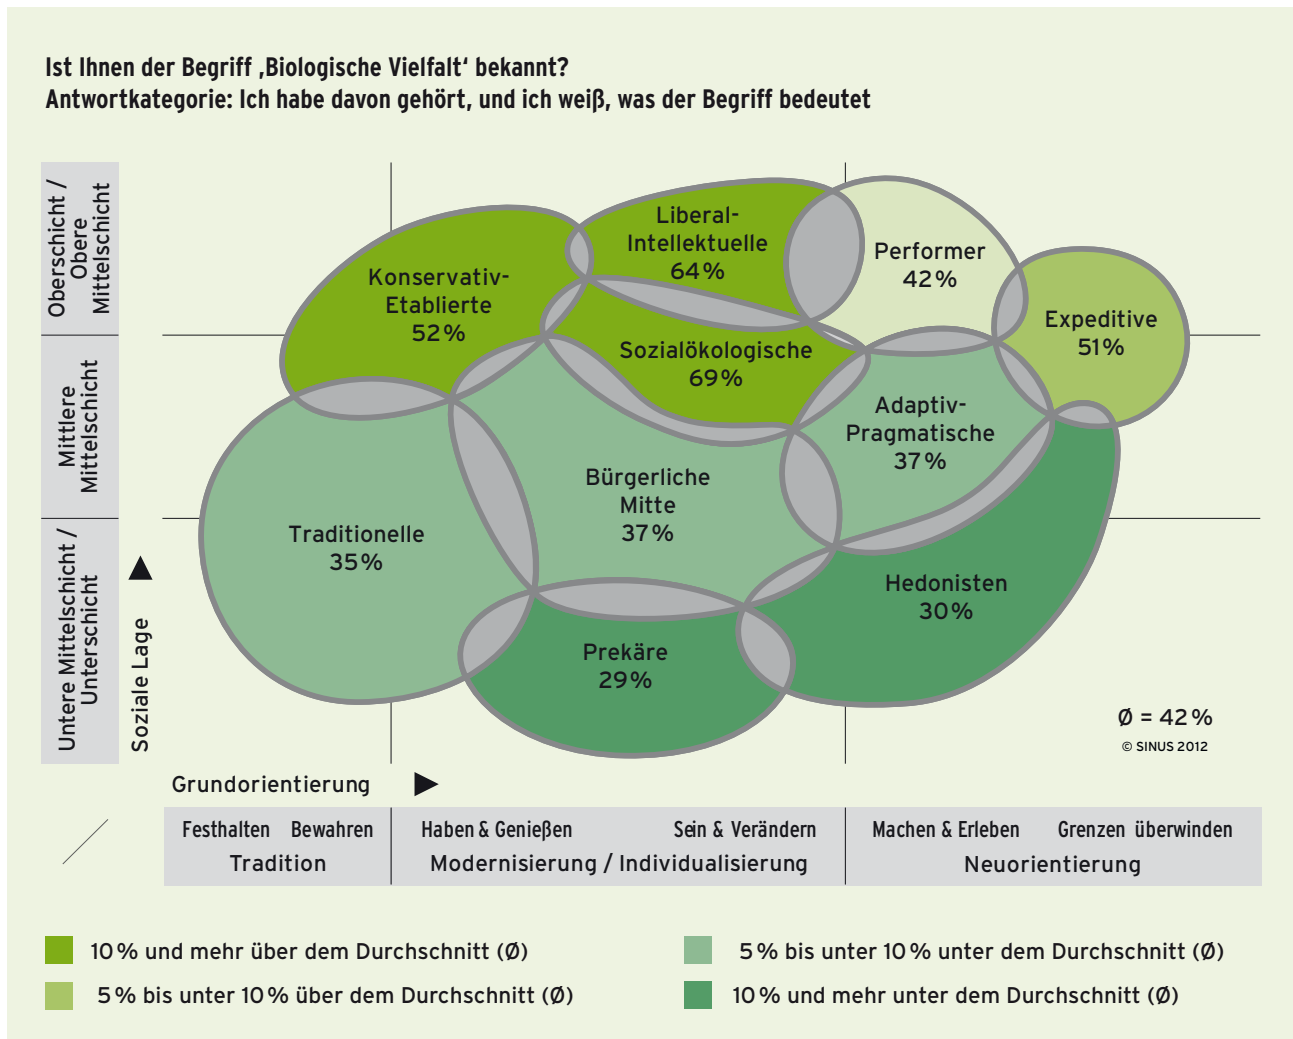 Ist Ihnen der Begriff ‚Biologische Vielfalt‘ bekannt?
Antwortkategorie: Ich habe davon gehört, und ich weiß, was der Begriff bedeutet
Oberschicht /
Obere
Mittelschicht
Mittlere
Mittelschicht
Untere Mittelschicht /
Unterschicht
Soziale Lage
Konservativ-
Etablierte
52 %
Liberal-
Intellektuelle
64 %
Performer
42 %
Expeditive
51 %
Sozialökologische
69 %
Adaptiv-
Pragmatische
37 %
Bürgerliche
Mitte
37 %
Traditionelle
35 %
Hedonisten
30 %
Prekäre
29 %
Ø = 42 %
© SINUS 2012
Grundorientierung
Festhalten Bewahren
Tradition
Haben & Genießen Sein & Verändern
Modernisierung / Individualisierung
Machen & Erleben Grenzen überwinden
Neuorientierung
10 % und mehr über dem Durchschnitt (Ø)
5 % bis unter 10 % über dem Durchschnitt (Ø)
5 % bis unter 10 % unter dem Durchschnitt (Ø)
10 % und mehr unter dem Durchschnitt (Ø)